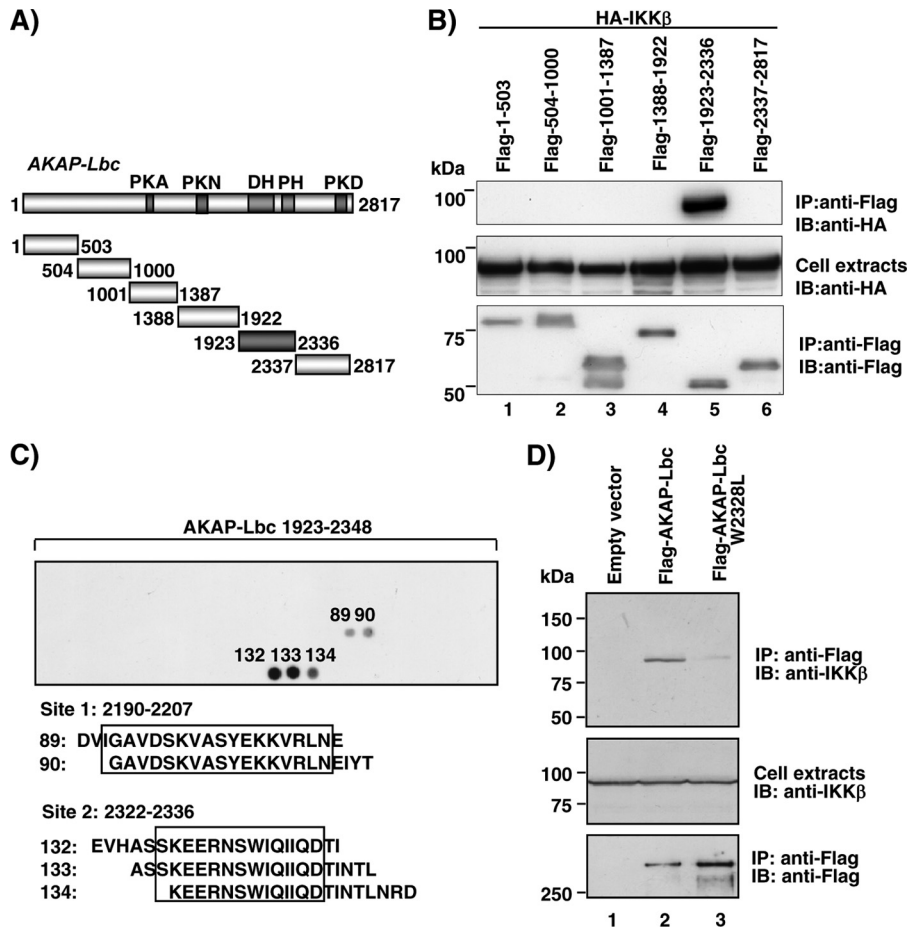 A)
AKAP-Lbc
PKA PKN DH PH PKD
1 2817
1 503
504 1000
1001 1387
1388 1922
1923 2336
2337 2817
B)
HA-IKKβ
Flag-1-503
Flag-504-1000
Flag-1001-1387
Flag-1388-1922
Flag-1923-2336
Flag-2337-2817
kDa
100
IP:anti-Flag
IB:anti-HA
100
Cell extracts
IB:anti-HA
75
50
IP:anti-Flag
IB:anti-Flag
1 2 3 4 5 6
C)
AKAP-Lbc 1923-2348
89 90
132 133 134
Site 1: 2190-2207
89: DVIGAVDSKVASYEKKVRLNE
90: GAVDSKVASYEKKVRLNEIYT
Site 2: 2322-2336
132: EVHASSKEERNSWIQIIQDTI
133: ASSKEERNSWIQIIQDTINTL
134: KEERNSWIQIIQDTINTLNRD
D)
Empty vector
Flag-AKAP-Lbc
Flag-AKAP-Lbc
W2328L
kDa
150
100
75
50
IP: anti-Flag
IB: anti-IKKβ
100
75
Cell extracts
IB: anti-IKKβ
250
IP: anti-Flag
IB: anti-Flag
1 2 3